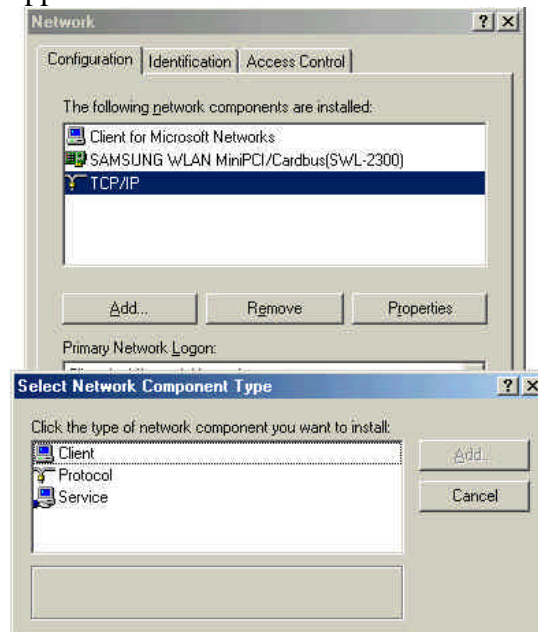 Network
Configuration Identification Access Control
The following network components are installed:
Client for Microsoft Networks
SAMSUNG WLAN MiniPCI/Cardbus(SWL-2300)
TCP/IP
Add... Remove Properties
Primary Network Logon:
Select Network Component Type
Click the type of network component you want to install:
Client
Protocol
Service
Add...
Cancel